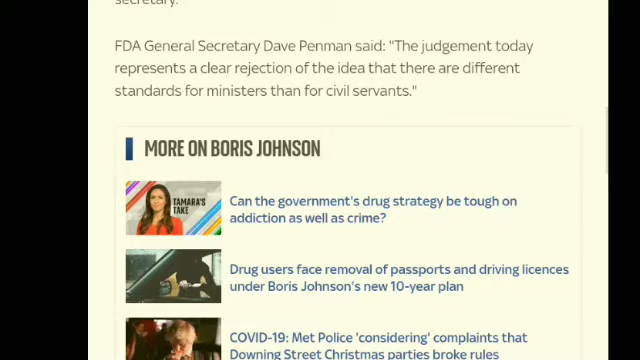 secretary.
FDA General Secretary Dave Penman said: "The judgement today
represents a clear rejection of the idea that there are different
standards for ministers than for civil servants."
MORE ON BORIS JOHNSON
TAMARA'S
TAKE
Can the government's drug strategy be tough on
addiction as well as crime?
Drug users face removal of passports and driving licences
under Boris Johnson's new 10-year plan
COVID-19: Met Police 'considering' complaints that
Downing Street Christmas parties broke rules